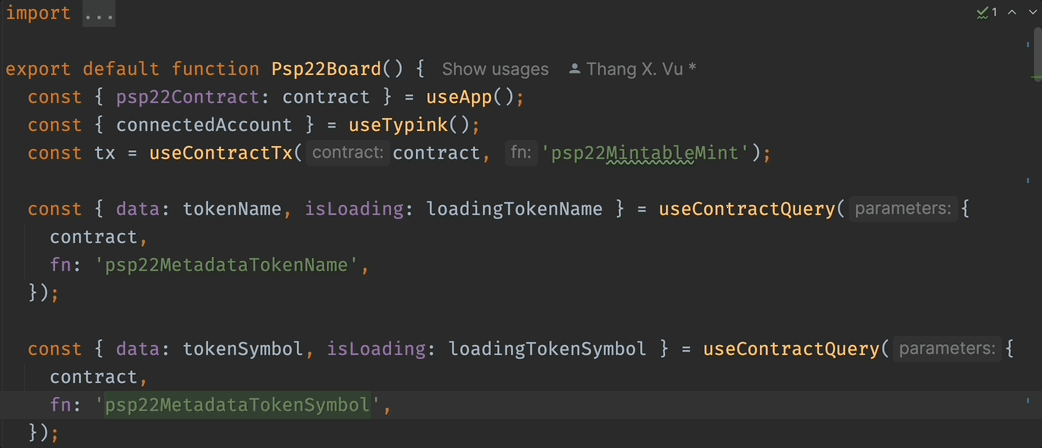 import ...
1
export default function Psp22Board() { Show usages Thang X. Vu *
const { psp22Contract: contract } = useApp();
const { connectedAccount } = useTypink();
const tx = useContractTx( contract: contract, fn: 'psp22MintableMint');
const { data: tokenName, isLoading: loadingTokenName } = useContractQuery( parameters: {
contract,
fn: 'psp22MetadataTokenName',
});
const { data: tokenSymbol, isLoading: loadingTokenSymbol } = useContractQuery( parameters: {
contract,
fn: 'psp22MetadataTokenSymbol',
});